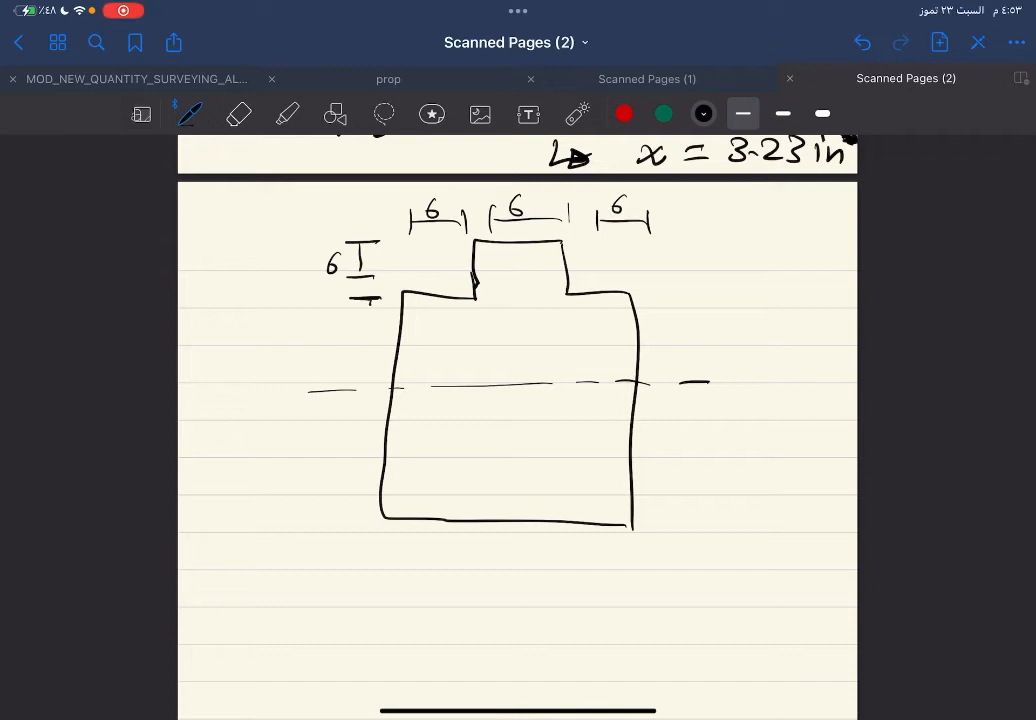 ٪٤٨ ٤:٥٣ م السبت ٢٣ تموز
Scanned Pages (2)
MOD_NEW_QUANTITY_SURVEYING_AL... prop Scanned Pages (1) Scanned Pages (2)
x = 3.23 in
6 6 6
6